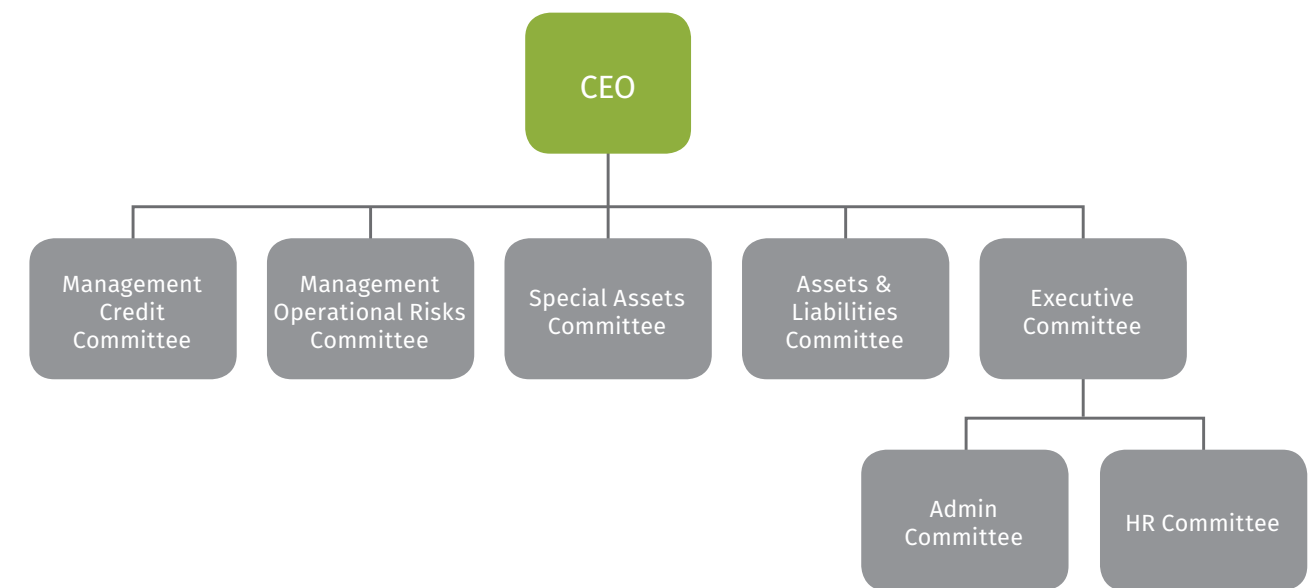 CEO
Management
Credit
Committee
Management
Operational Risks
Committee
Special Assets
Committee
Assets &
Liabilities
Committee
Executive
Committee
Admin
Committee
HR Committee